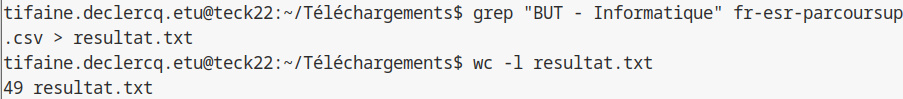 tifaine.declercq.etu@teck22:~/Téléchargements$ grep "BUT - Informatique" fr-esr-parcoursup
.csv > resultat.txt
tifaine.declercq.etu@teck22:~/Téléchargements$ wc -l resultat.txt
49 resultat.txt